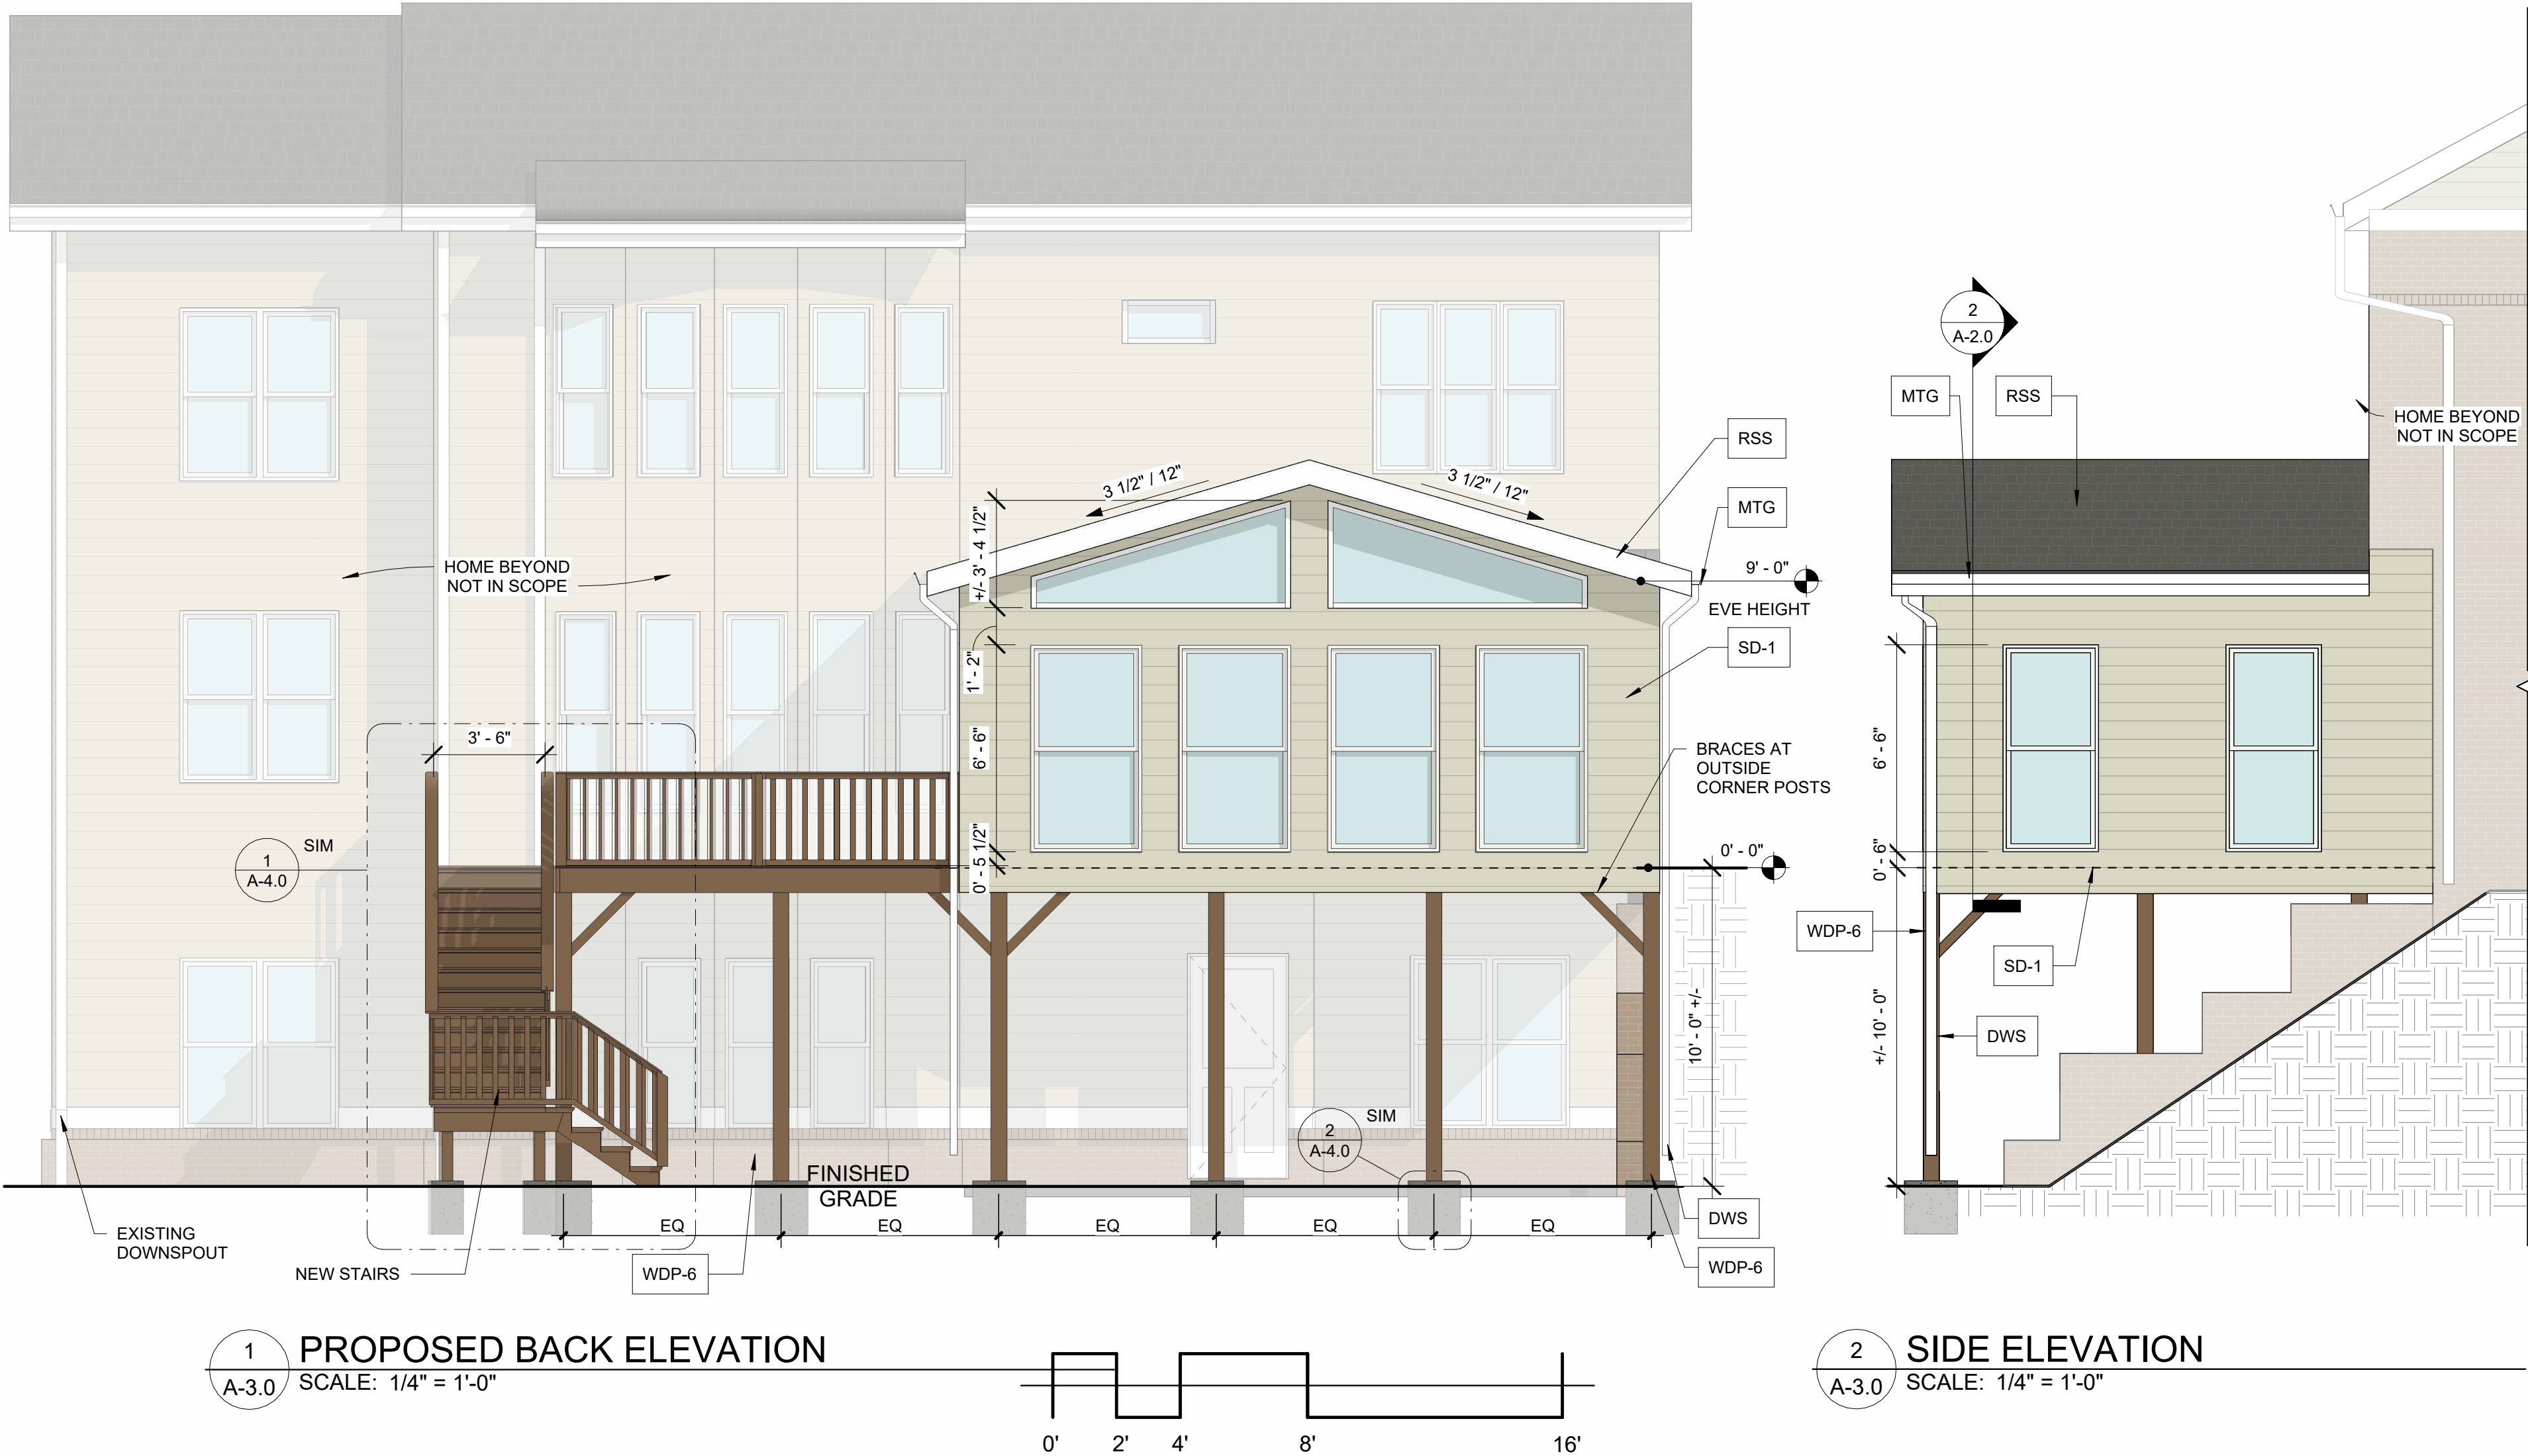 2
A-2.0
MTG
RSS
HOME BEYOND
NOT IN SCOPE
RSS
3 1/2" / 12"
3 1/2" / 12"
MTG
+/- 3' - 4 1/2"
9' - 0"
EVE HEIGHT
HOME BEYOND
NOT IN SCOPE
1' - 2"
SD-1
3' - 6"
6' - 6"
BRACES AT
OUTSIDE
CORNER POSTS
6' - 6"
1
A-4.0
SIM
0' - 5 1/2"
0' - 0"
0' - 6"
WDP-6
SD-1
10' - 0" +/-
+/- 10' - 0"
DWS
2
A-4.0
SIM
FINISHED
GRADE
EXISTING
DOWNSPOUT
EQ
EQ
EQ
EQ
EQ
DWS
NEW STAIRS
WDP-6
WDP-6
1
A-3.0
PROPOSED BACK ELEVATION
SCALE: 1/4" = 1'-0"
0'
2'
4'
8'
16'
2
A-3.0
SIDE ELEVATION
SCALE: 1/4" = 1'-0"